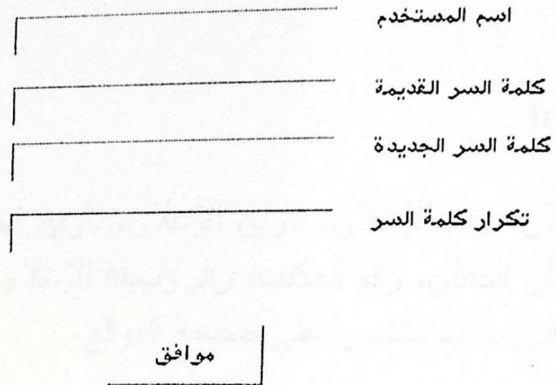 اسم المستخدم
كلمة السر القديمة
كلمة السر الجديدة
تكرار كلمة السر
موافق